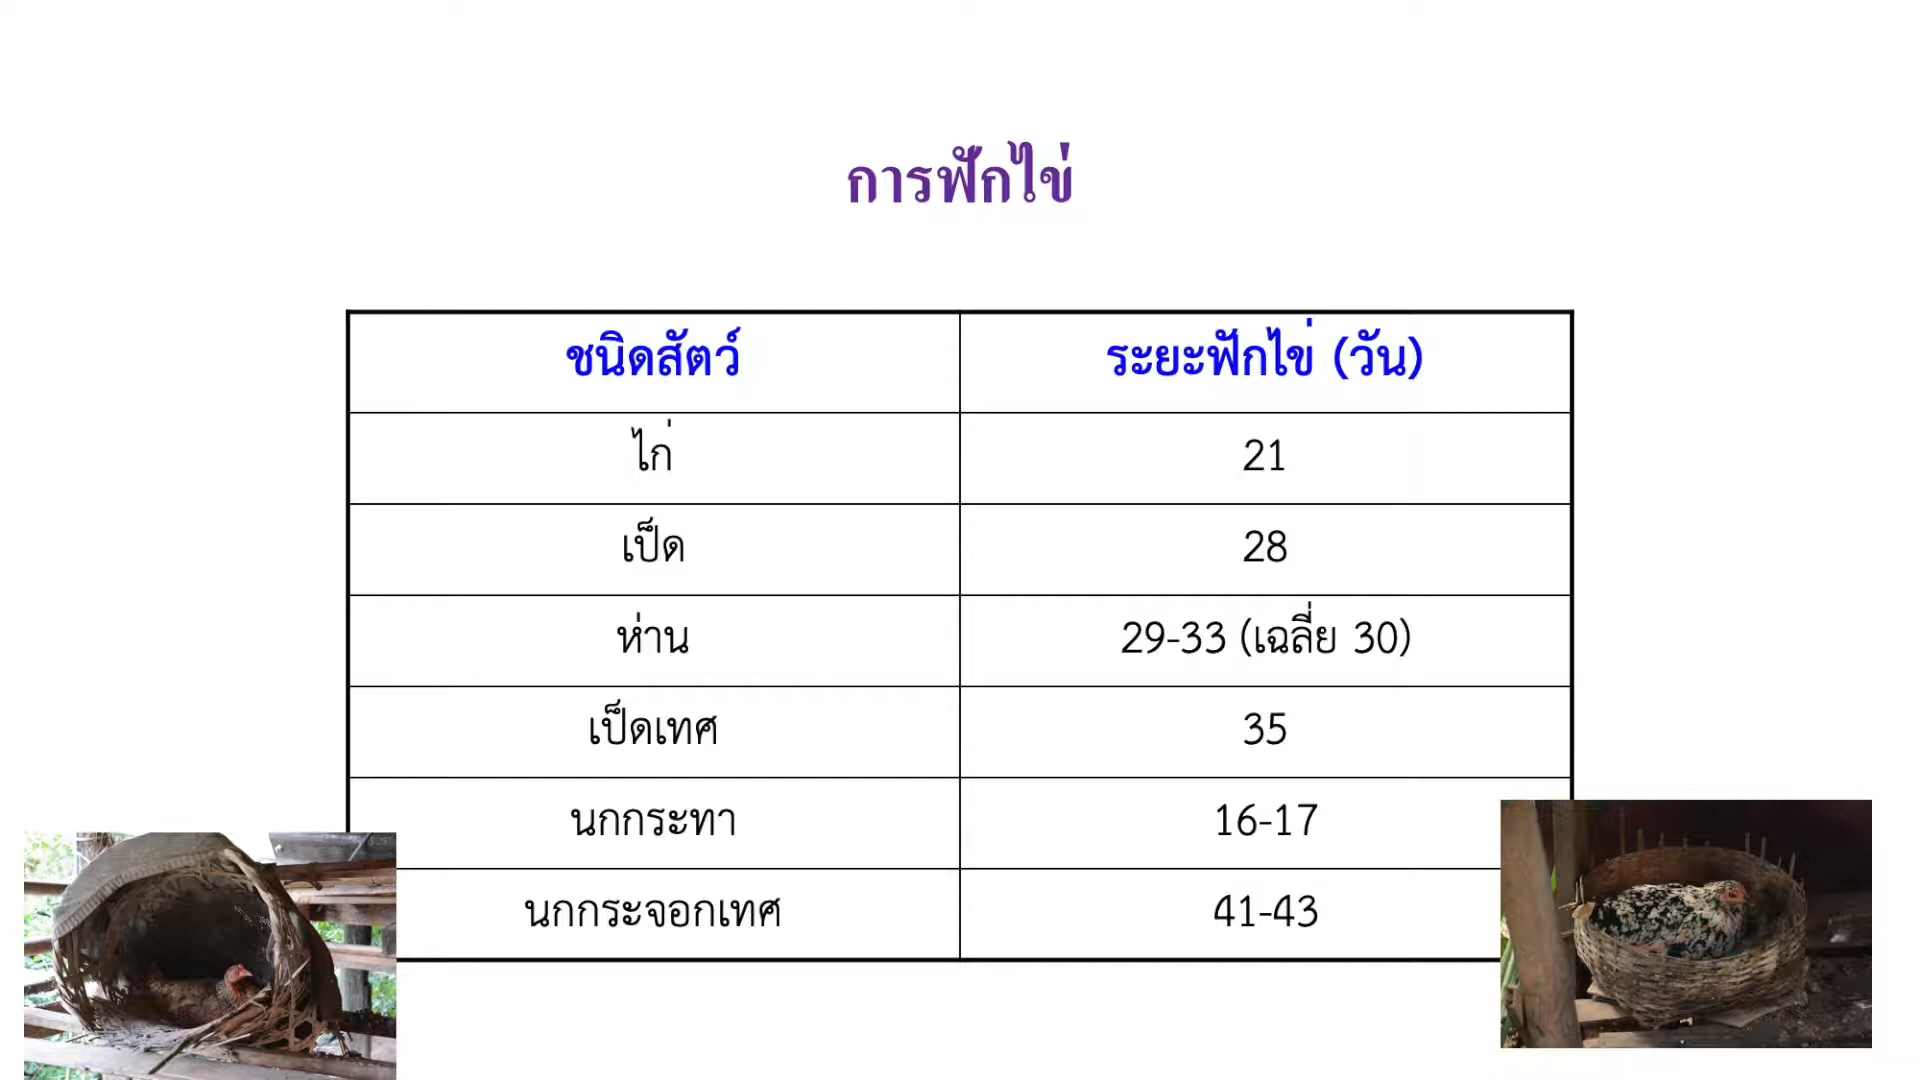 การฟักไข่
ชนิดสัตว์ ระยะฟักไข่ (วัน)
ไก่ 21
เป็ด 28
ห่าน 29-33 (เฉลี่ย 30)
เป็ดเทศ 35
นกกระทา 16-17
นกกระจอกเทศ 41-43